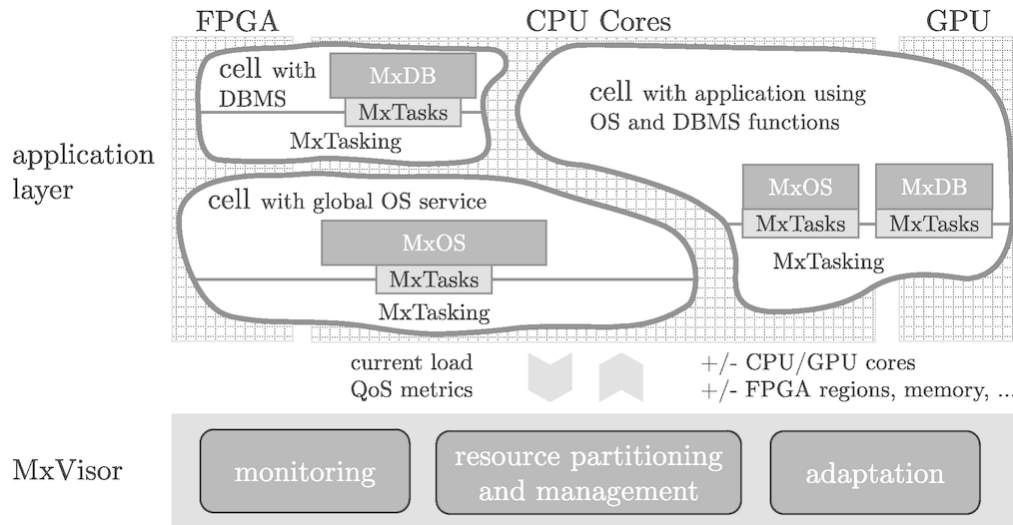 FPGA
CPU Cores
GPU
cell with
DBMS
MxDB
MxTasks
MxTasking
cell with application using
OS and DBMS functions
MxOS
MxDB
MxTasks
MxTasks
MxTasking
application
layer
cell with global OS service
MxOS
MxTasks
MxTasking
current load
QoS metrics
+/- CPU/GPU cores
+/- FPGA regions, memory, ...
MxVisor
monitoring
resource partitioning
and management
adaptation